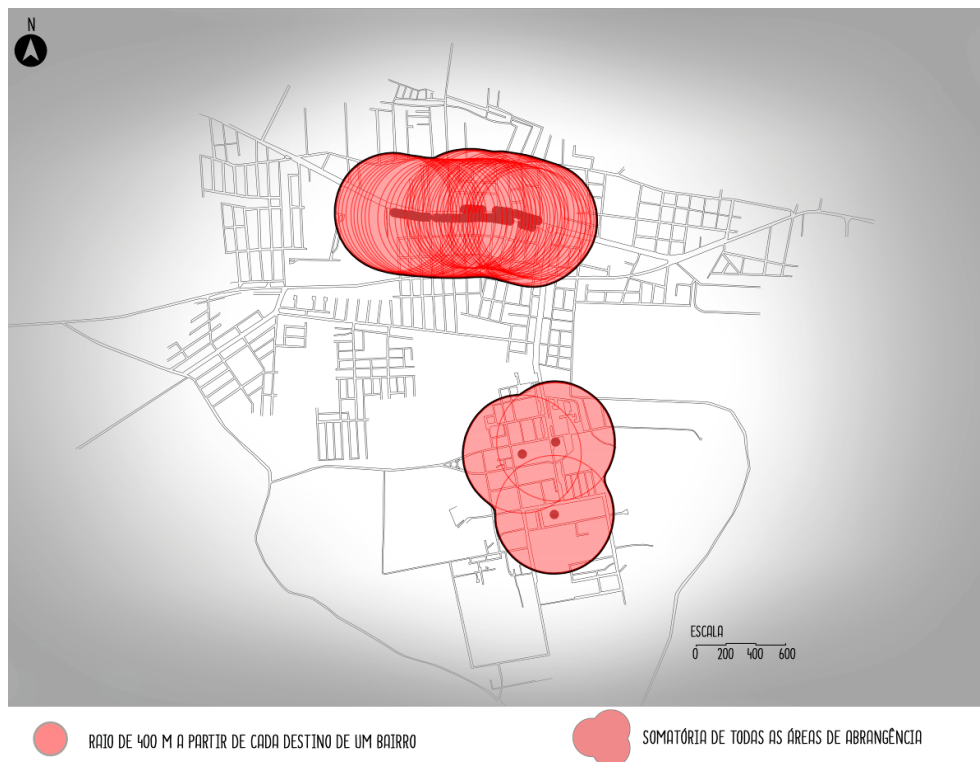 N
ESCALA
0 200 400 600
RAIO DE 400 M A PARTIR DE CADA DESTINO DE UM BAIRRO
SOMATÓRIA DE TODAS AS ÁREAS DE ABRANGÊNCIA